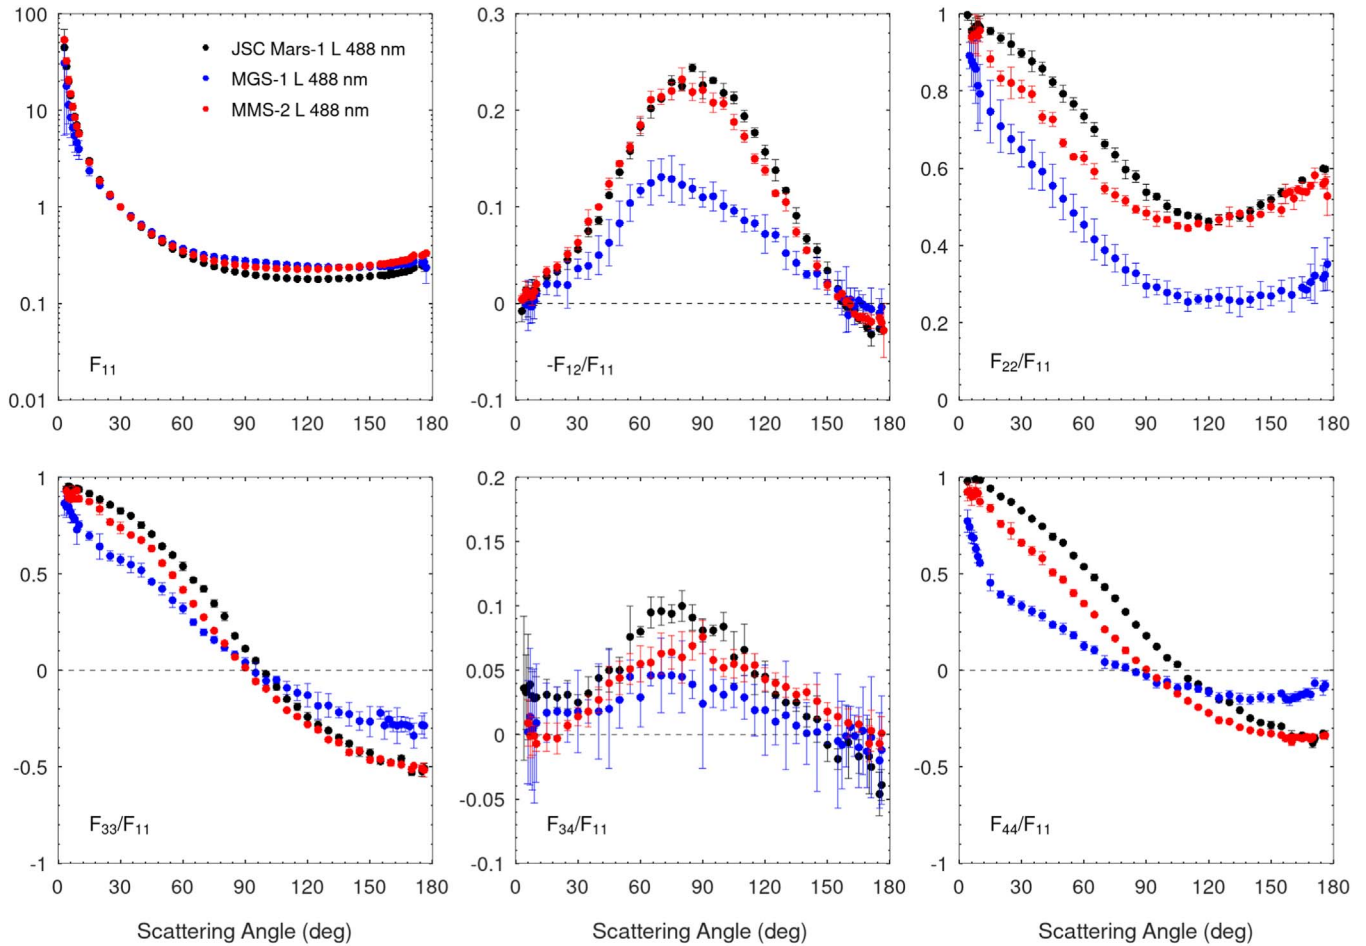 100
10
1
0.1
0.01
JSC Mars-1 L 488 nm
MGS-1 L 488 nm
MMS-2 L 488 nm
F11
0 30 60 90 120 150 180
0.3
0.2
0.1
0
-0.1
-F12/F11
0 30 60 90 120 150 180
1
0.8
0.6
0.4
0.2
0
F22/F11
0 30 60 90 120 150 180
1
0.5
0
-0.5
-1
F33/F11
0 30 60 90 120 150 180
Scattering Angle (deg)
0.2
0.15
0.1
0.05
0
-0.05
-0.1
F34/F11
0 30 60 90 120 150 180
Scattering Angle (deg)
1
0.5
0
-0.5
-1
F44/F11
0 30 60 90 120 150 180
Scattering Angle (deg)